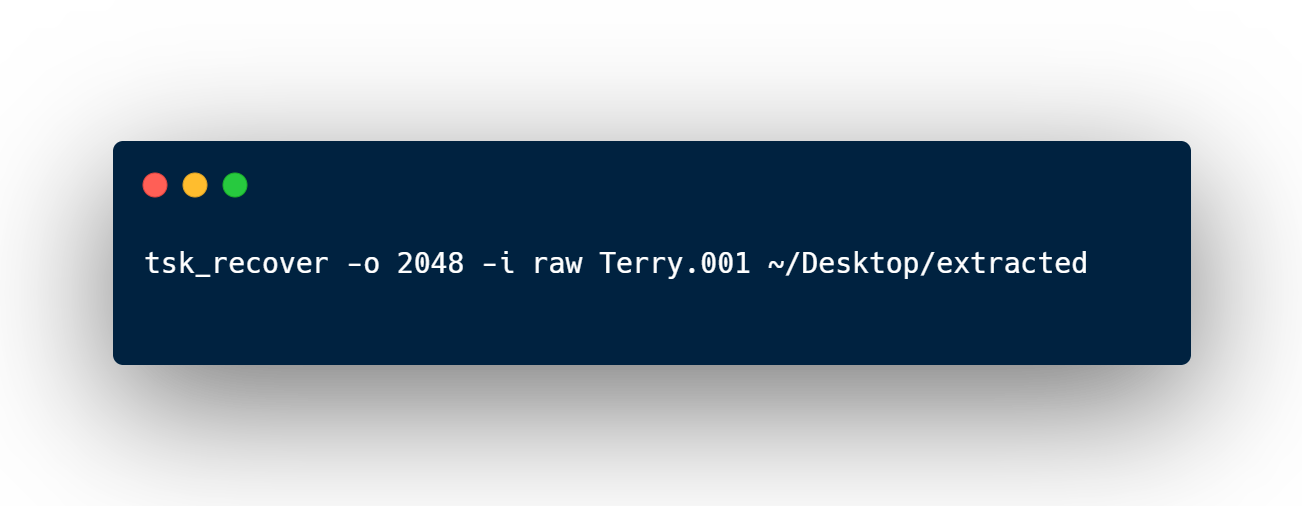 tsk_recover -o 2048 -i raw Terry.001 ~/Desktop/extracted